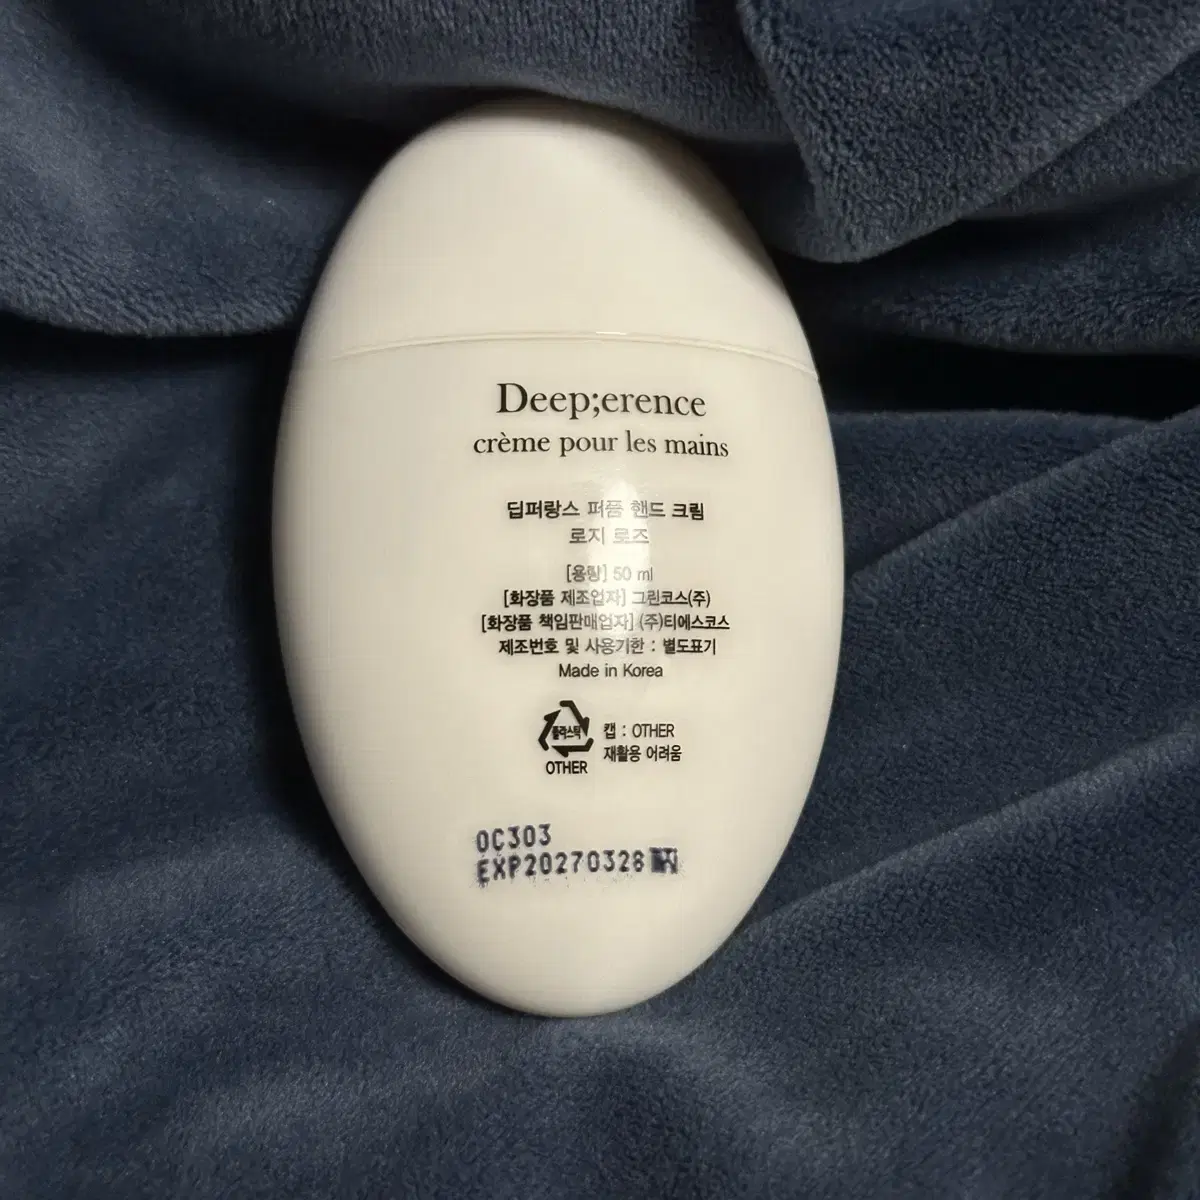 Deep;erence
crème pour les mains
딥퍼랑스 퍼퓸 핸드 크림
로지 로즈
[용량] 50 ml
[화장품 제조업자] 그린코스(주)
[화장품 책임판매업자] (주)티에스코스
제조번호 및 사용기한 : 별도표기
Made in Korea
플라스틱
OTHER
캡 : OTHER
재활용 어려움
OC303
EXP20270328